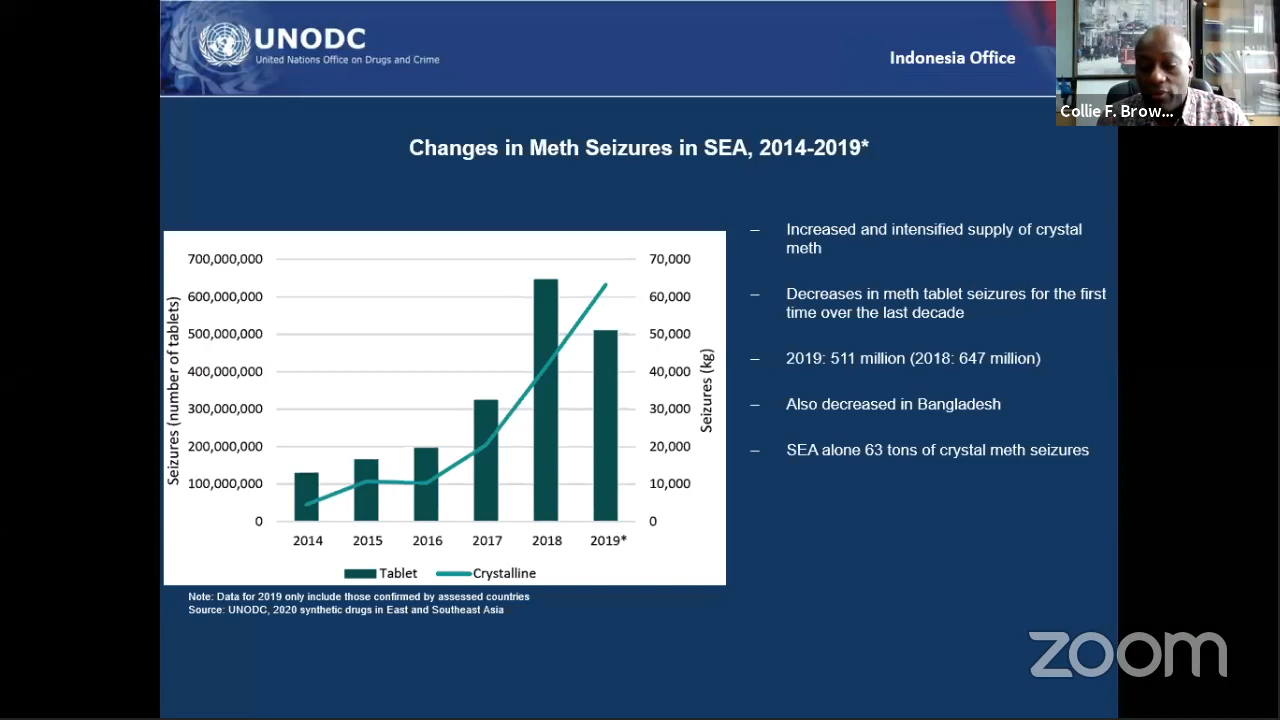 UNODC
United Nations Office on Drugs and Crime
Indonesia Office
Collie F. Brow...
Changes in Meth Seizures in SEA, 2014-2019*
700,000,000
600,000,000
500,000,000
400,000,000
300,000,000
200,000,000
100,000,000
0
Seizures (number of tablets)
70,000
60,000
50,000
40,000
30,000
20,000
10,000
0
Seizures (kg)
2014 2015 2016 2017 2018 2019*
Tablet Crystalline
Note: Data for 2019 only include those confirmed by assessed countries
Source: UNODC, 2020 synthetic drugs in East and Southeast Asia
– Increased and intensified supply of crystal
meth
– Decreases in meth tablet seizures for the first
time over the last decade
– 2019: 511 million (2018: 647 million)
– Also decreased in Bangladesh
– SEA alone 63 tons of crystal meth seizures
zoom